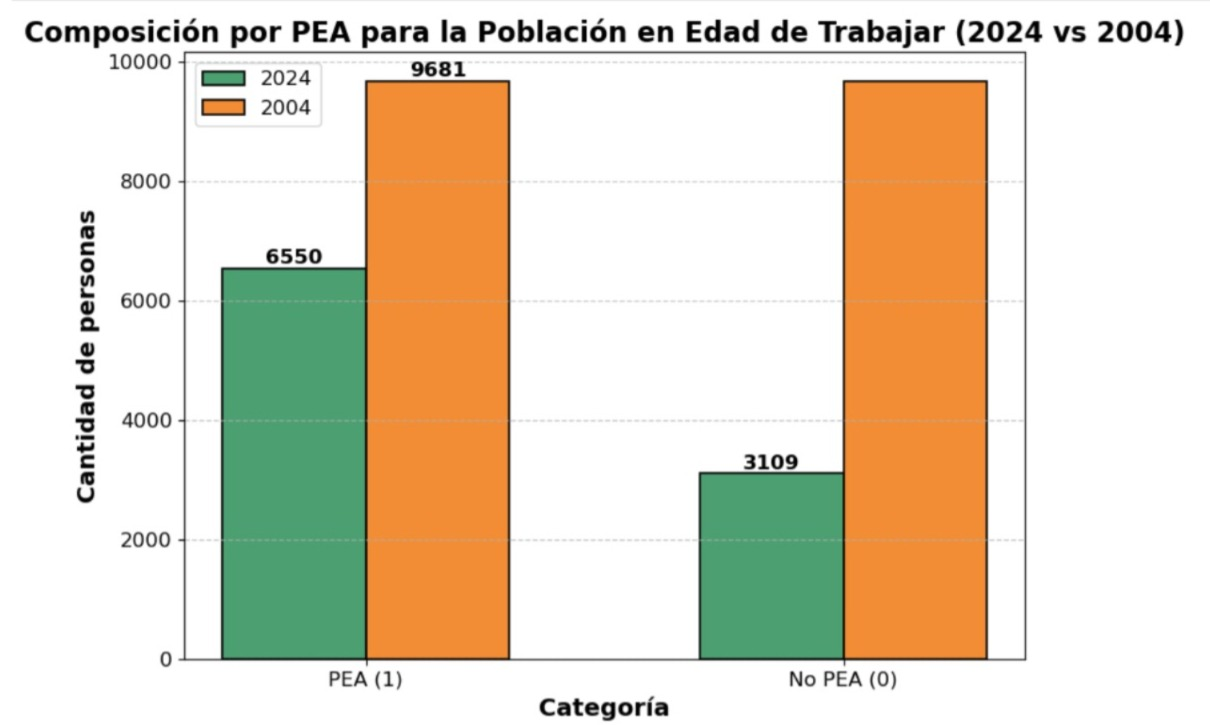 Composición por PEA para la Población en Edad de Trabajar (2024 vs 2004)
2024
2004
10000
8000
6000
4000
2000
0
Cantidad de personas
6550
9681
3109
PEA (1)
No PEA (0)
Categoría